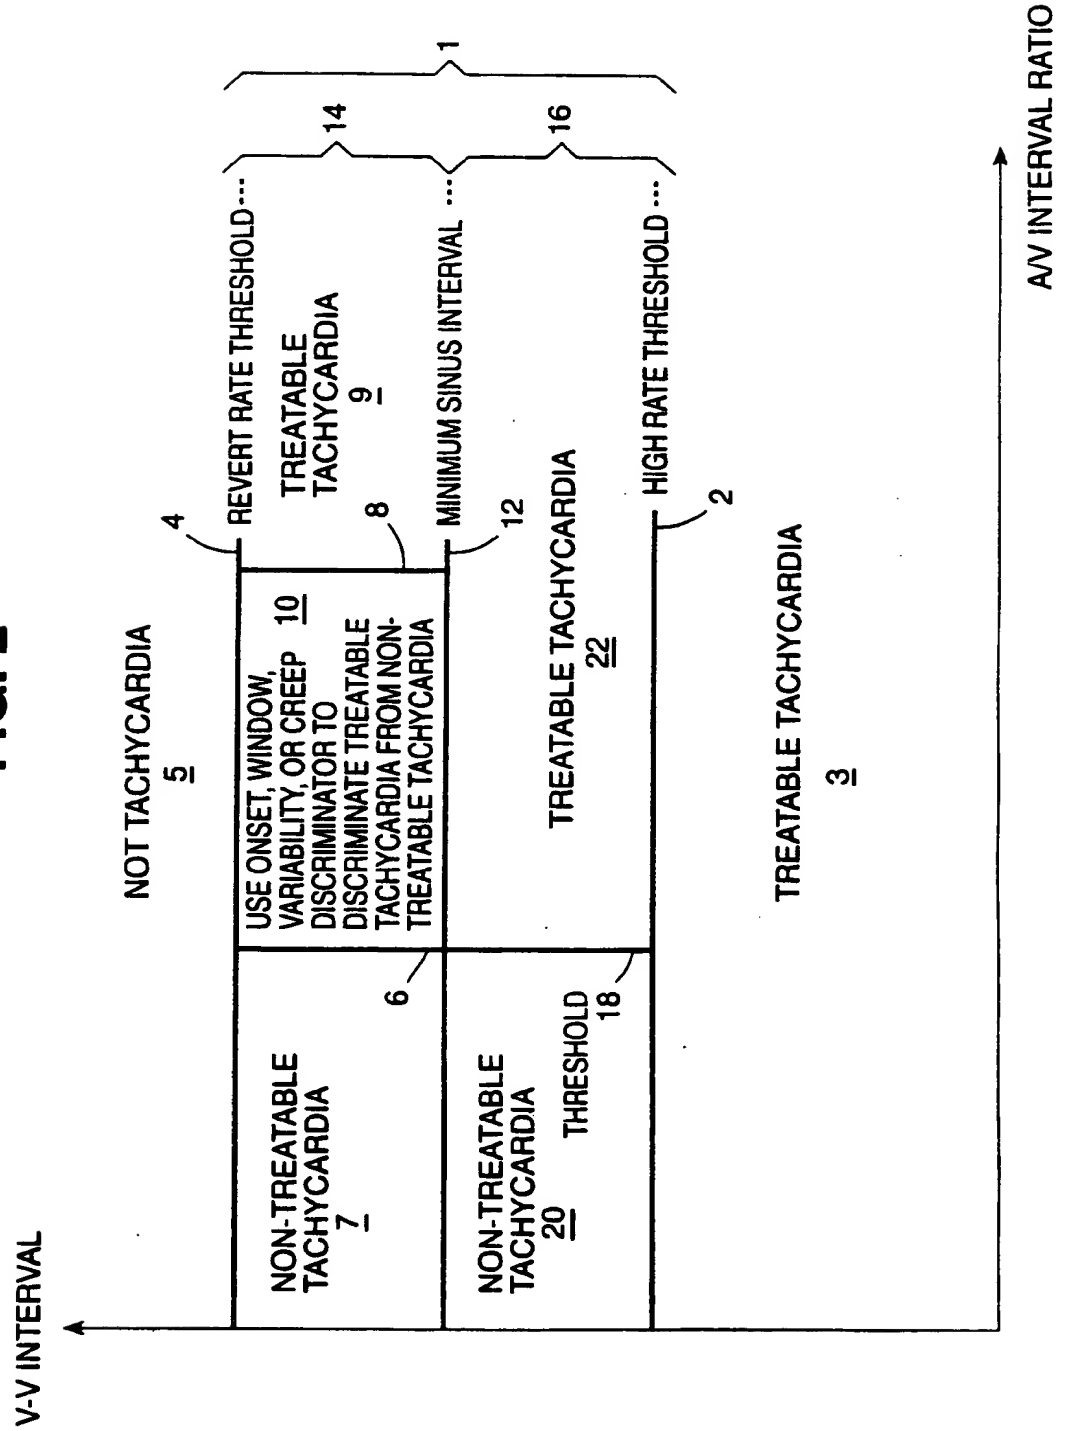 V-V INTERVAL
NOT TACHYCARDIA
5
4
REVERT RATE THRESHOLD...
NON-TREATABLE
TACHYCARDIA
7
6
USE ONSET, WINDOW,
VARIABILITY, OR CREEP 10
DISCRIMINATOR TO
DISCRIMINATE TREATABLE
TACHYCARDIA FROM NON-
TREATABLE TACHYCARDIA
8
TREATABLE
TACHYCARDIA
9
14
1
MINIMUM SINUS INTERVAL ...
12
NON-TREATABLE
TACHYCARDIA
20
THRESHOLD
18
TREATABLE TACHYCARDIA
22
16
HIGH RATE THRESHOLD ...
2
TREATABLE TACHYCARDIA
3
A/V INTERVAL RATIO